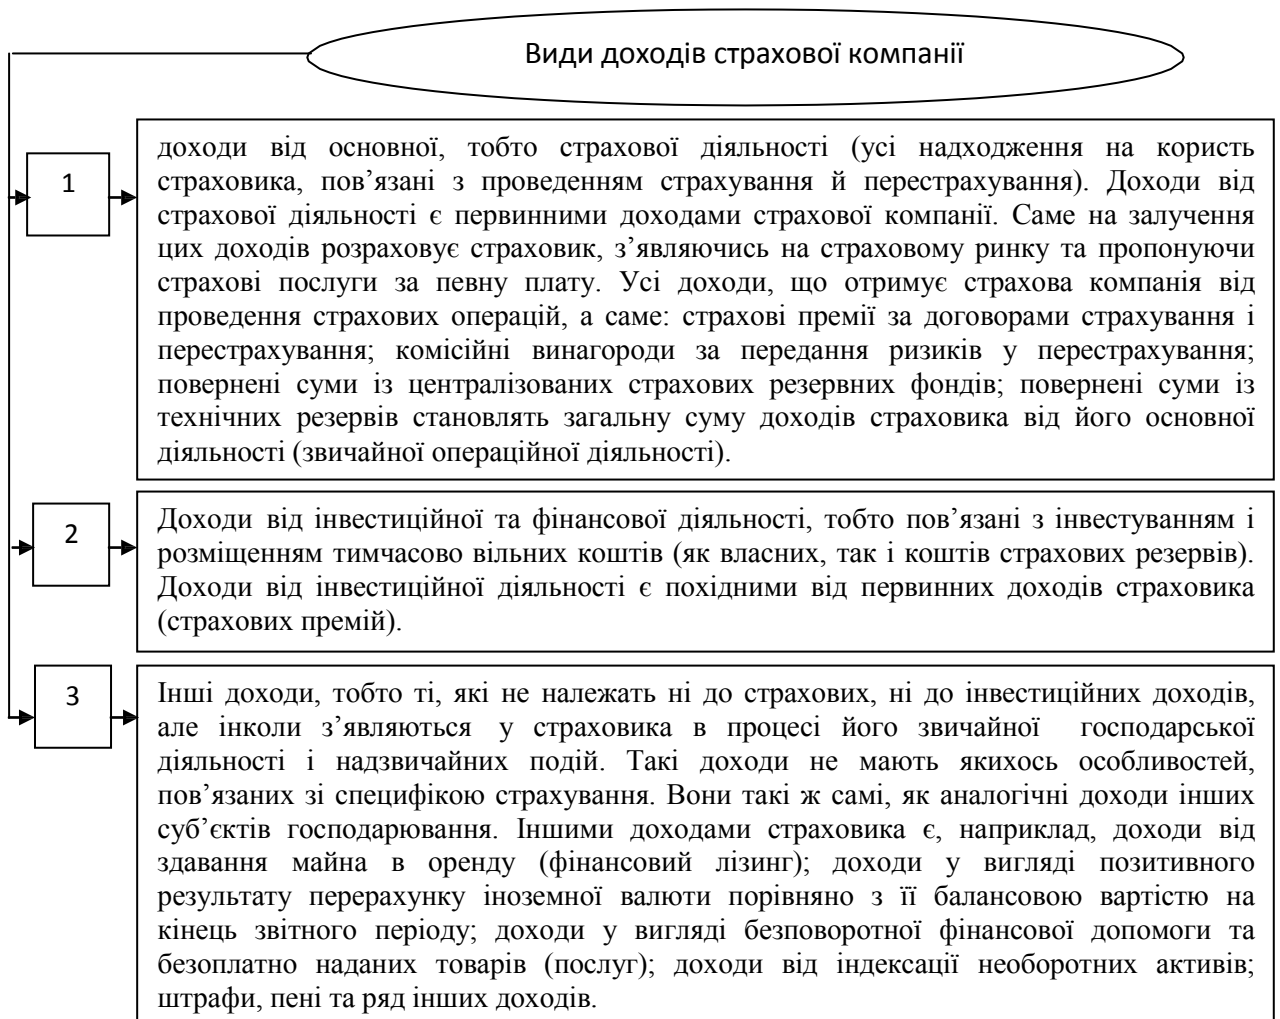 Види доходів страхової компанії
1
доходи від основної, тобто страхової діяльності (усі надходження на користь
страховика, пов’язані з проведенням страхування й перестрахування). Доходи від
страхової діяльності є первинними доходами страхової компанії. Саме на залучення
цих доходів розраховує страховик, з’являючись на страховому ринку та пропонуючи
страхові послуги за певну плату. Усі доходи, що отримує страхова компанія від
проведення страхових операцій, а саме: страхові премії за договорами страхування і
перестрахування; комісійні винагороди за передання ризиків у перестрахування;
повернені суми із централізованих страхових резервних фондів; повернені суми із
технічних резервів становлять загальну суму доходів страховика від його основної
діяльності (звичайної операційної діяльності).
2
Доходи від інвестиційної та фінансової діяльності, тобто пов’язані з інвестуванням і
розміщенням тимчасово вільних коштів (як власних, так і коштів страхових резервів).
Доходи від інвестиційної діяльності є похідними від первинних доходів страховика
(страхових премій).
3
Інші доходи, тобто ті, які не належать ні до страхових, ні до інвестиційних доходів,
але інколи з’являються у страховика в процесі його звичайної господарської
діяльності і надзвичайних подій. Такі доходи не мають якихось особливостей,
пов’язаних зі специфікою страхування. Вони такі ж самі, як аналогічні доходи інших
суб’єктів господарювання. Іншими доходами страховика є, наприклад, доходи від
здавання майна в оренду (фінансовий лізинг); доходи у вигляді позитивного
результату перерахунку іноземної валюти порівняно з її балансовою вартістю на
кінець звітного періоду; доходи у вигляді безповоротної фінансової допомоги та
безоплатно наданих товарів (послуг); доходи від індексації необоротних активів;
штрафи, пені та ряд інших доходів.